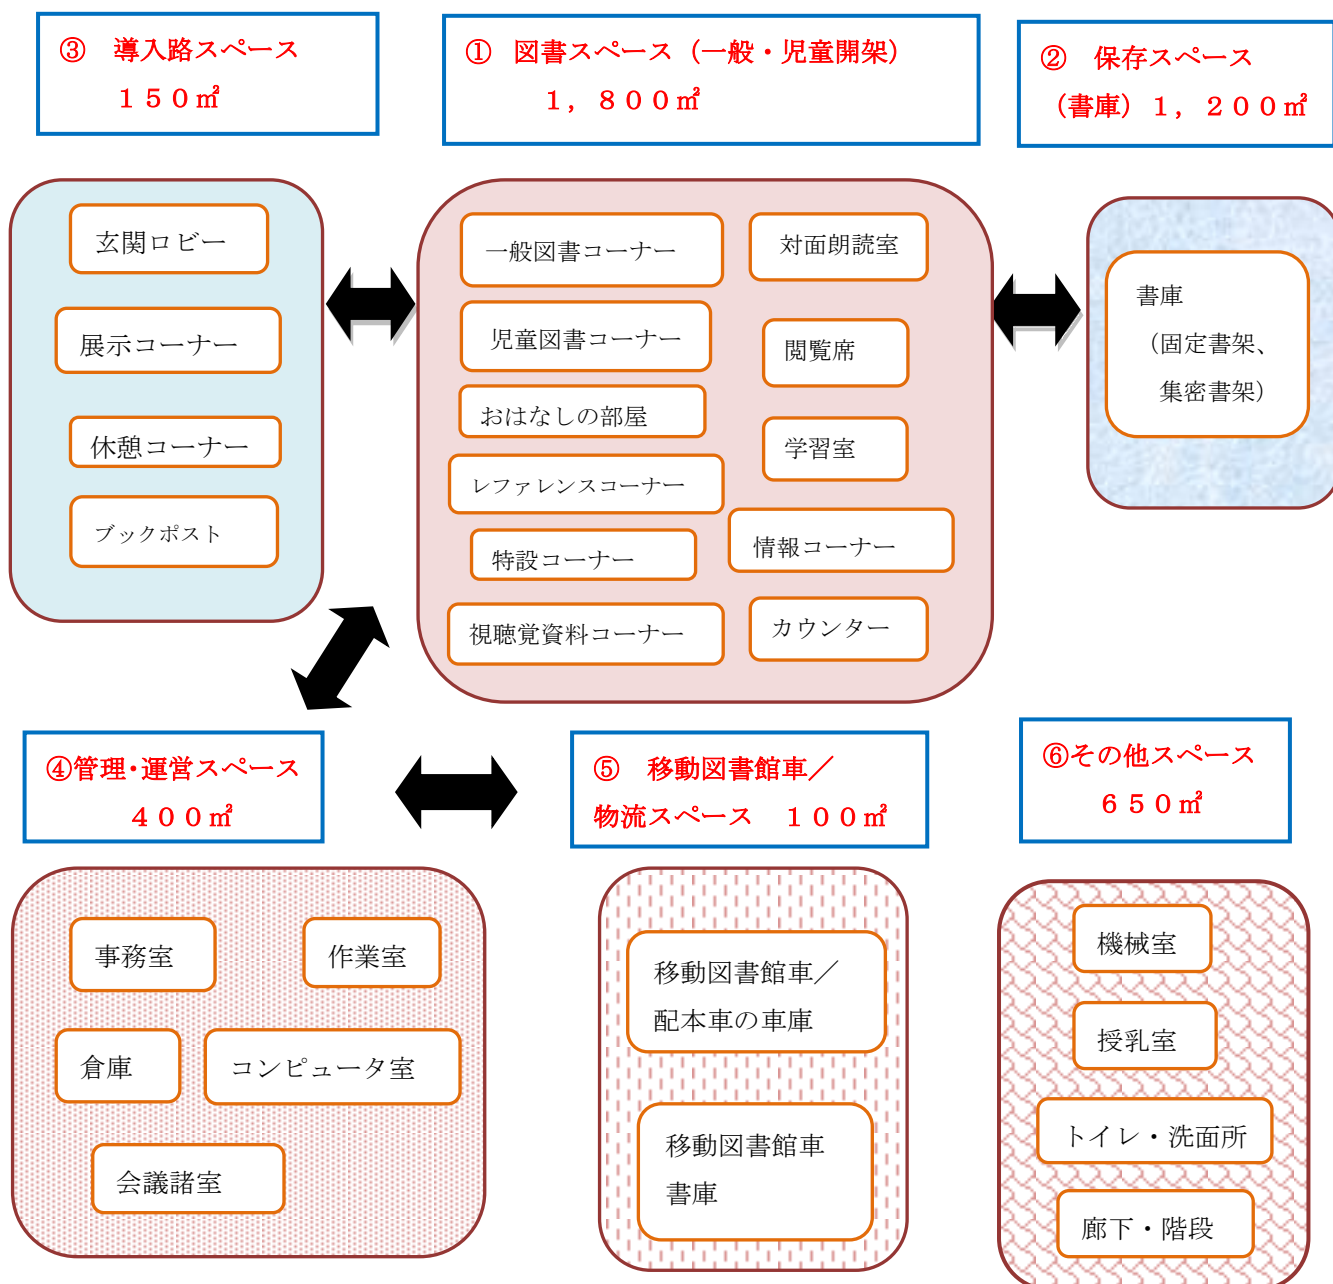 ③　導入路スペース
１５０㎡
①　図書スペース（一般・児童開架）
１，８００㎡
②　保存スペース
（書庫）１，２００㎡
玄関ロビー
展示コーナー
休憩コーナー
ブックポスト
一般図書コーナー
児童図書コーナー
おはなしの部屋
レファレンスコーナー
特設コーナー
視聴覚資料コーナー
対面朗読室
閲覧席
学習室
情報コーナー
カウンター
書庫
（固定書架、
集密書架）
④管理・運営スペース
４００㎡
⑤　移動図書館車／
物流スペース　１００㎡
⑥その他スペース
６５０㎡
事務室
作業室
倉庫
コンピュータ室
会議諸室
移動図書館車／
配本車の車庫
移動図書館車
書庫
機械室
授乳室
トイレ・洗面所
廊下・階段